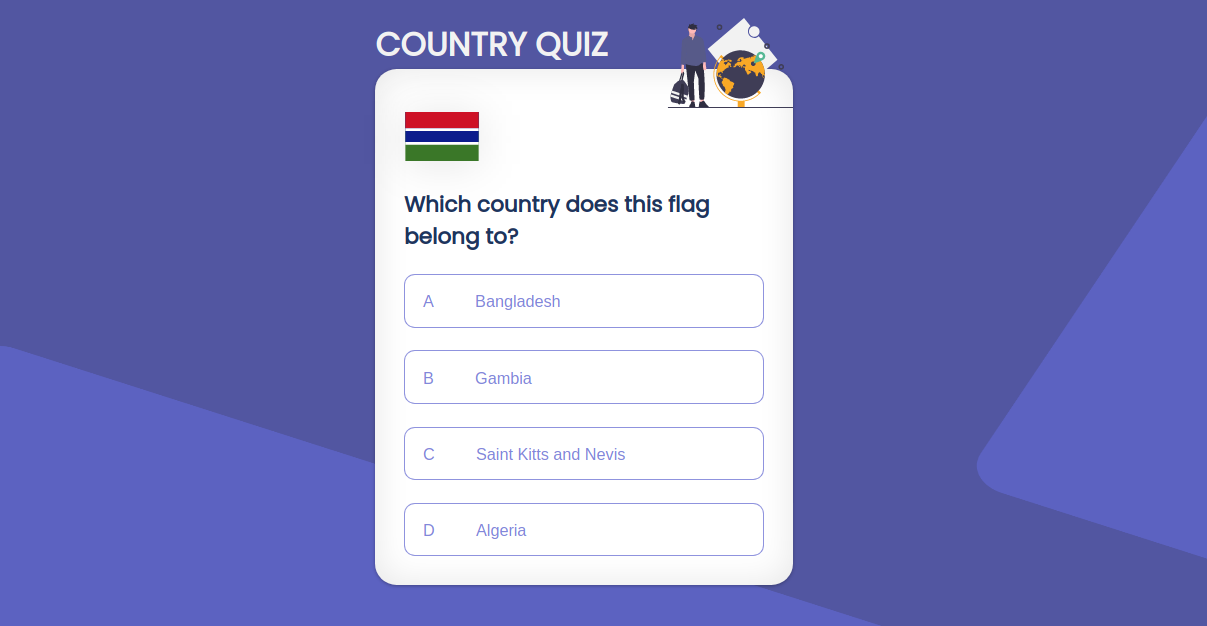 COUNTRY QUIZ
Which country does this flag
belong to?
A Bangladesh
B Gambia
C Saint Kitts and Nevis
D Algeria